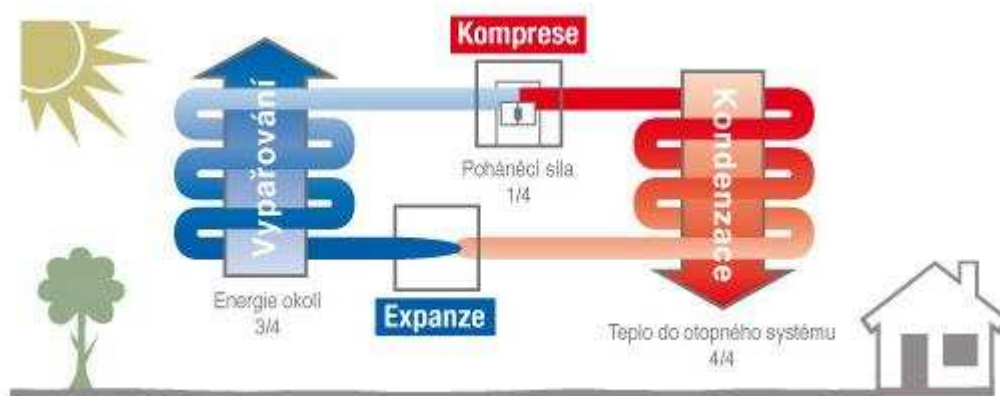 Komprese
Vypařování
Kondenzace
Poháněcí síla
1/4
Energie okolí
3/4
Expanze
Teplo do otopného systému
4/4